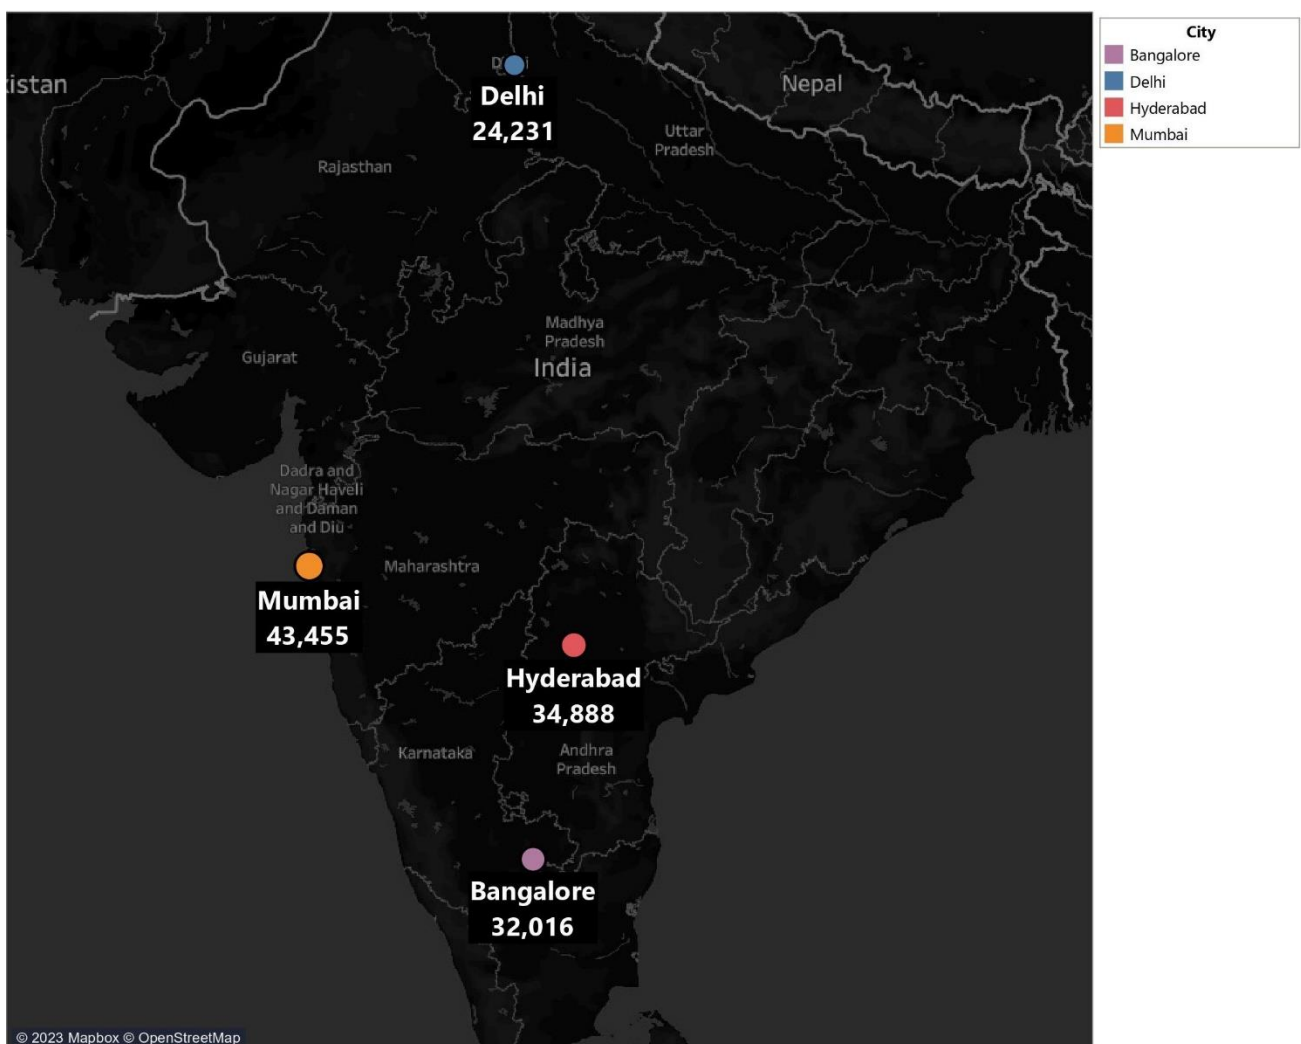 City
Bangalore
Delhi
Hyderabad
Mumbai
Nepal
Delhi
24,231
Uttar
Pradesh
Rajasthan
Madhya
Pradesh
India
Gujarat
Dadra and
Nagar Haveli
and Daman
and Diu
Maharashtra
Mumbai
43,455
Hyderabad
34,888
Karnataka
Andhra
Pradesh
Bangalore
32,016
© 2023 Mapbox © OpenStreetMap